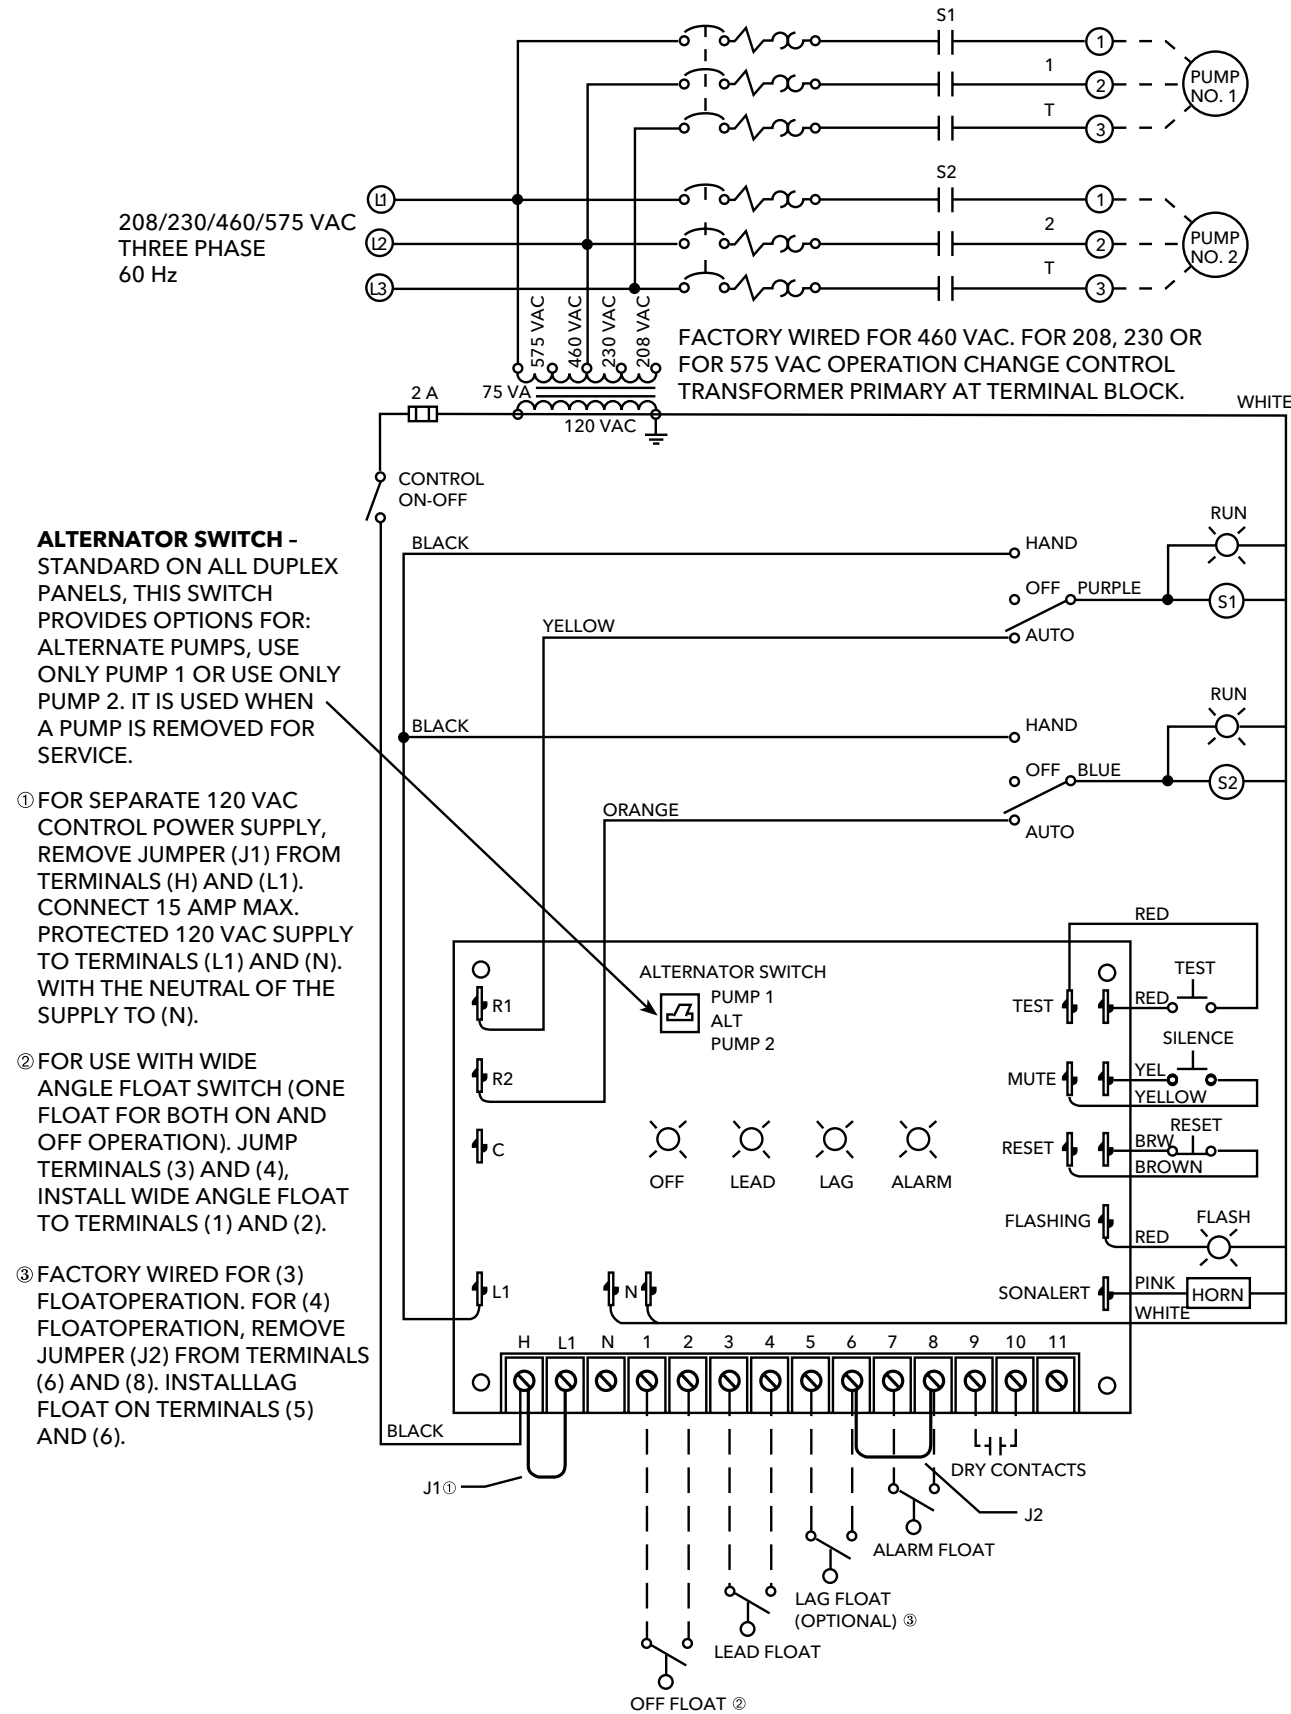 S1
1
1
2
T
3
PUMP
NO. 1
S2
L1
1
2
L2
2
T
L3
3
PUMP
NO. 2
208/230/460/575 VAC
THREE PHASE
60 Hz
575 VAC
460 VAC
230 VAC
208 VAC
FACTORY WIRED FOR 460 VAC. FOR 208, 230 OR
FOR 575 VAC OPERATION CHANGE CONTROL
TRANSFORMER PRIMARY AT TERMINAL BLOCK.
2 A
75 VA
120 VAC
WHITE
CONTROL
ON-OFF
ALTERNATOR SWITCH –
STANDARD ON ALL DUPLEX
PANELS, THIS SWITCH
PROVIDES OPTIONS FOR:
ALTERNATE PUMPS, USE
ONLY PUMP 1 OR USE ONLY
PUMP 2. IT IS USED WHEN
A PUMP IS REMOVED FOR
SERVICE.
① FOR SEPARATE 120 VAC
CONTROL POWER SUPPLY,
REMOVE JUMPER (J1) FROM
TERMINALS (H) AND (L1).
CONNECT 15 AMP MAX.
PROTECTED 120 VAC SUPPLY
TO TERMINALS (L1) AND (N).
WITH THE NEUTRAL OF THE
SUPPLY TO (N).
② FOR USE WITH WIDE
ANGLE FLOAT SWITCH (ONE
FLOAT FOR BOTH ON AND
OFF OPERATION). JUMP
TERMINALS (3) AND (4),
INSTALL WIDE ANGLE FLOAT
TO TERMINALS (1) AND (2).
③ FACTORY WIRED FOR (3)
FLOATOPERATION. FOR (4)
FLOATOPERATION, REMOVE
JUMPER (J2) FROM TERMINALS
(6) AND (8). INSTALLLAG
FLOAT ON TERMINALS (5)
AND (6).
BLACK
HAND
RUN
OFF
PURPLE
S1
YELLOW
AUTO
BLACK
HAND
RUN
OFF
BLUE
S2
ORANGE
AUTO
RED
ALTERNATOR SWITCH
PUMP 1
ALT
PUMP 2
R1
R2
C
L1
N
OFF
LEAD
LAG
ALARM
TEST
RED
TEST
SILENCE
MUTE
YEL
YELLOW
RESET
RESET
BRW
BROWN
FLASHING
RED
FLASH
SONALERT
PINK
HORN
WHITE
H L1 N 1 2 3 4 5 6 7 8 9 10 11
BLACK
J1①
DRY CONTACTS
J2
ALARM FLOAT
LAG FLOAT
(OPTIONAL) ③
LEAD FLOAT
OFF FLOAT ②